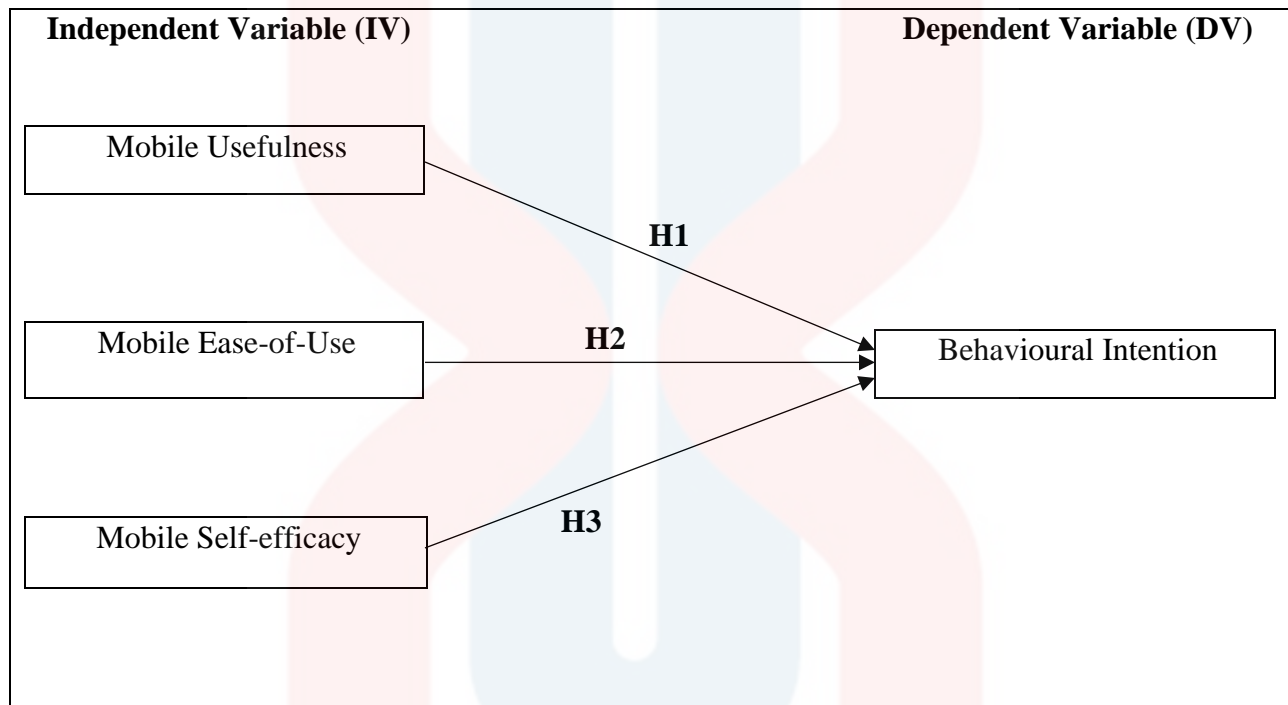 Independent Variable (IV)
Dependent Variable (DV)
Mobile Usefulness
H1
Mobile Ease-of-Use
H2
Behavioural Intention
Mobile Self-efficacy
H3